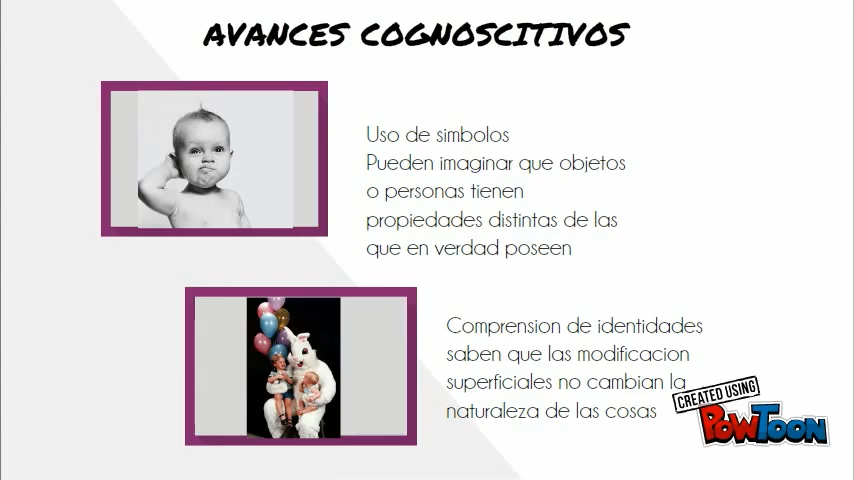 AVANCES COGNOSCITIVOS
Uso de simbolos
Pueden imaginar que objetos
o personas tienen
propiedades distintas de las
que en verdad poseen
Comprension de identidades
saben que las modificacion
superficiales no cambian la
naturaleza de las cosas
CREATED USING
POWTOON